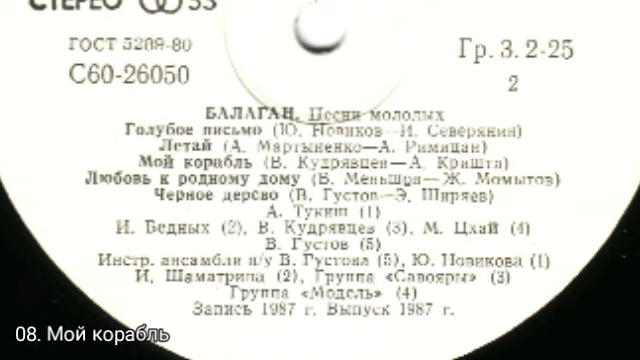 СТЕРЕО 33
ГОСТ 5289-80
С60-26050
Гр. 3. 2-25
2
БАЛАГАН. Песни молодых
Голубое письмо (Ю. Новиков—И. Северянин)
Летай (А. Мартыненко—А. Римицан)
Мой корабль (В. Кудрявцев—А. Кришта)
Любовь к родному дому (В. Меньшов—Ж. Момытов)
Черное дерево (В. Густов—Э. Ширяев)
А. Тукиш (1)
И. Бедных (2), В. Кудрявцев (3), М. Цхай (4)
В. Густов (5)
Инстр. ансамбли п/у В. Густова (5), Ю. Новикова (1)
И. Шаматрина (2), Группа «Савояры» (3)
Группа «Модель» (4)
Запись 1987 г. Выпуск 1987 г.
08. Мой корабль